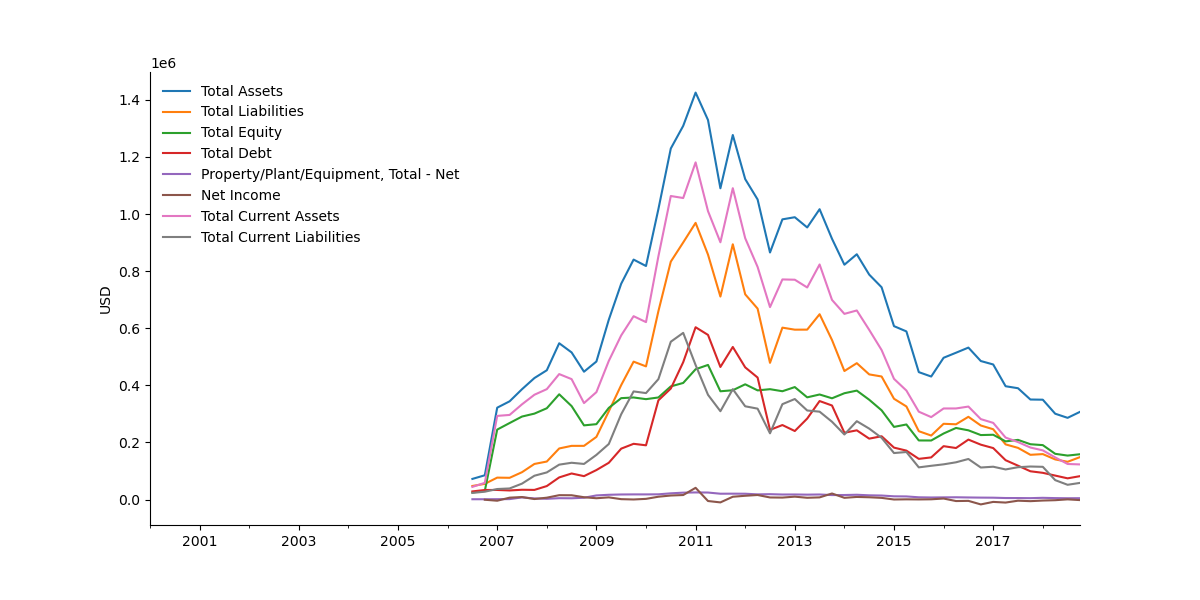 1e6
Total Assets
Total Liabilities
Total Equity
Total Debt
Property/Plant/Equipment, Total - Net
Net Income
Total Current Assets
Total Current Liabilities
USD
1.4
1.2
1.0
0.8
0.6
0.4
0.2
0.0
2001 2003 2005 2007 2009 2011 2013 2015 2017